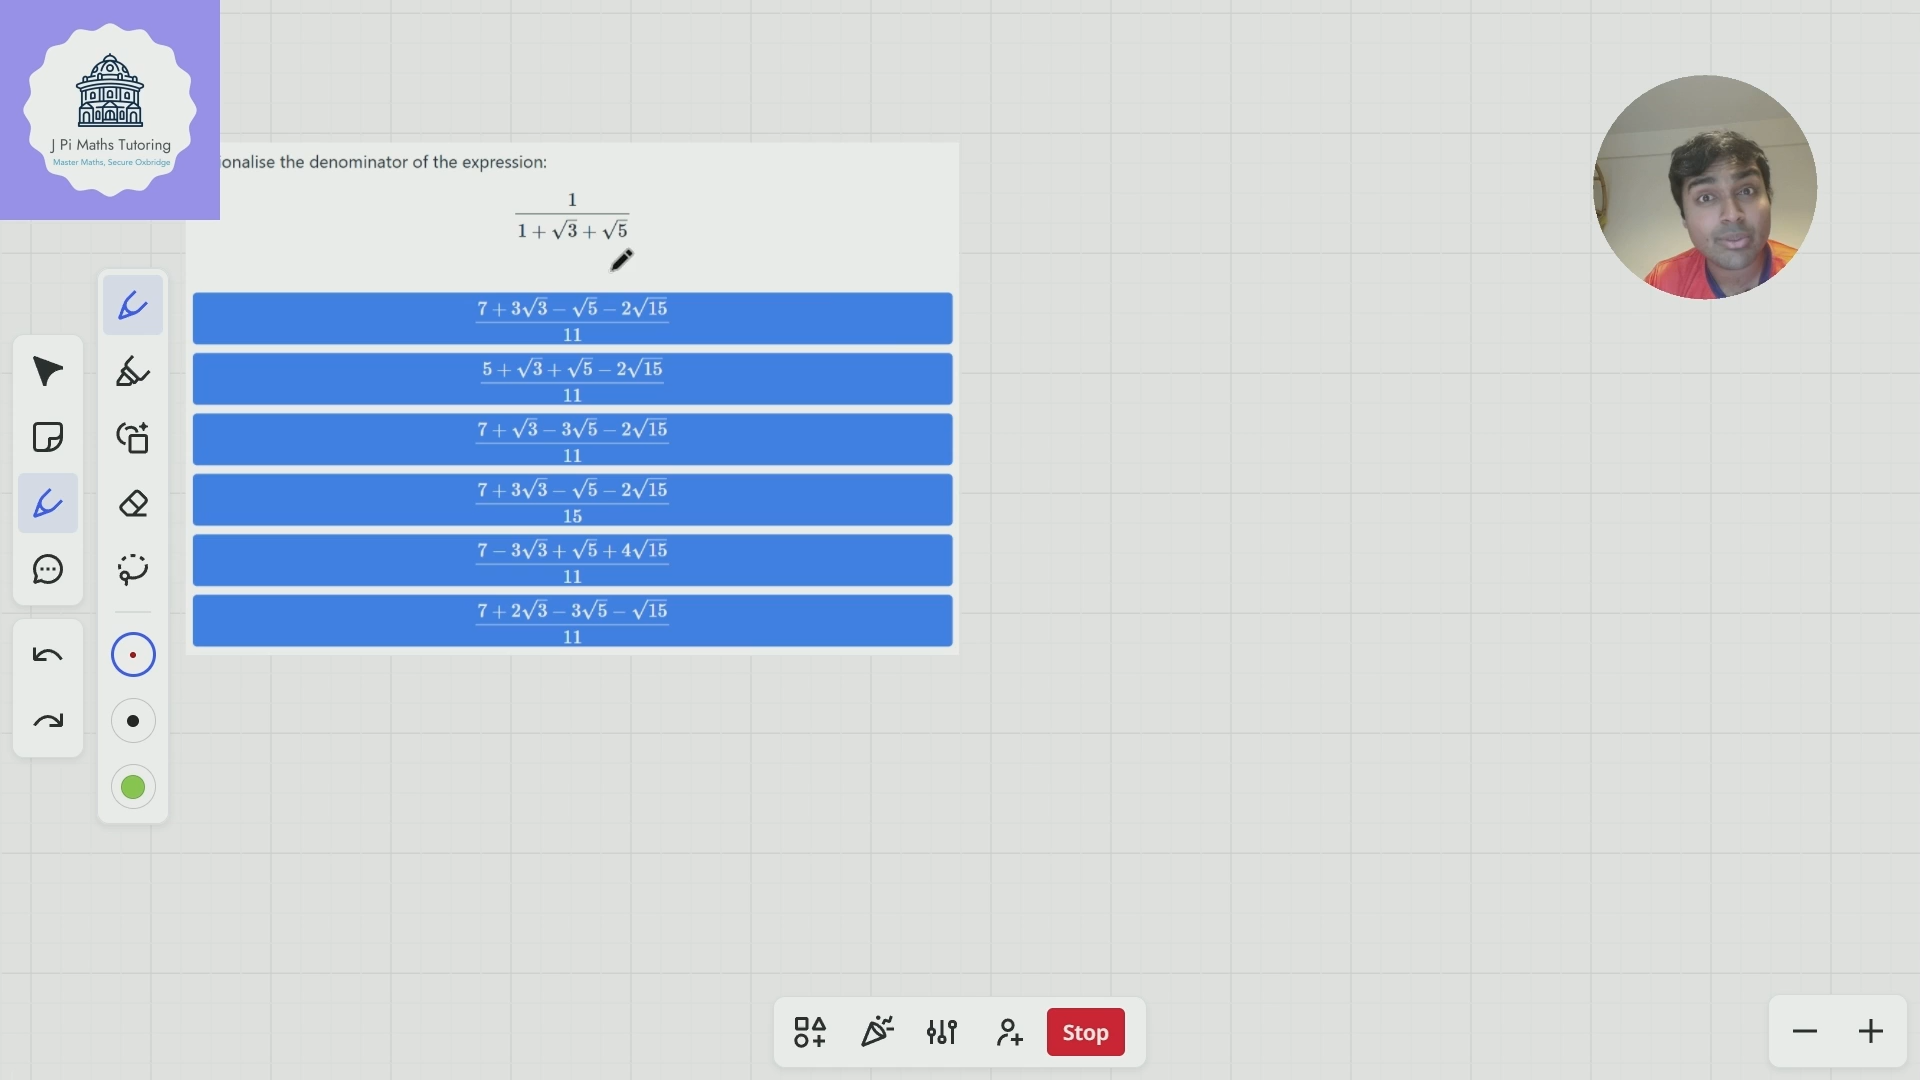 J Pi Maths Tutoring
Master Maths, Secure Oxbridge
ionalise the denominator of the expression:
1
1 + √3 + √5
7 + 3√3 − √5 − 2√15
11
5 + √3 + √5 − 2√15
11
7 + √3 − 3√5 − 2√15
11
7 + 3√3 − √5 − 2√15
15
7 − 3√3 + √5 + 4√15
11
7 + 2√3 − 3√5 − √15
11
Stop